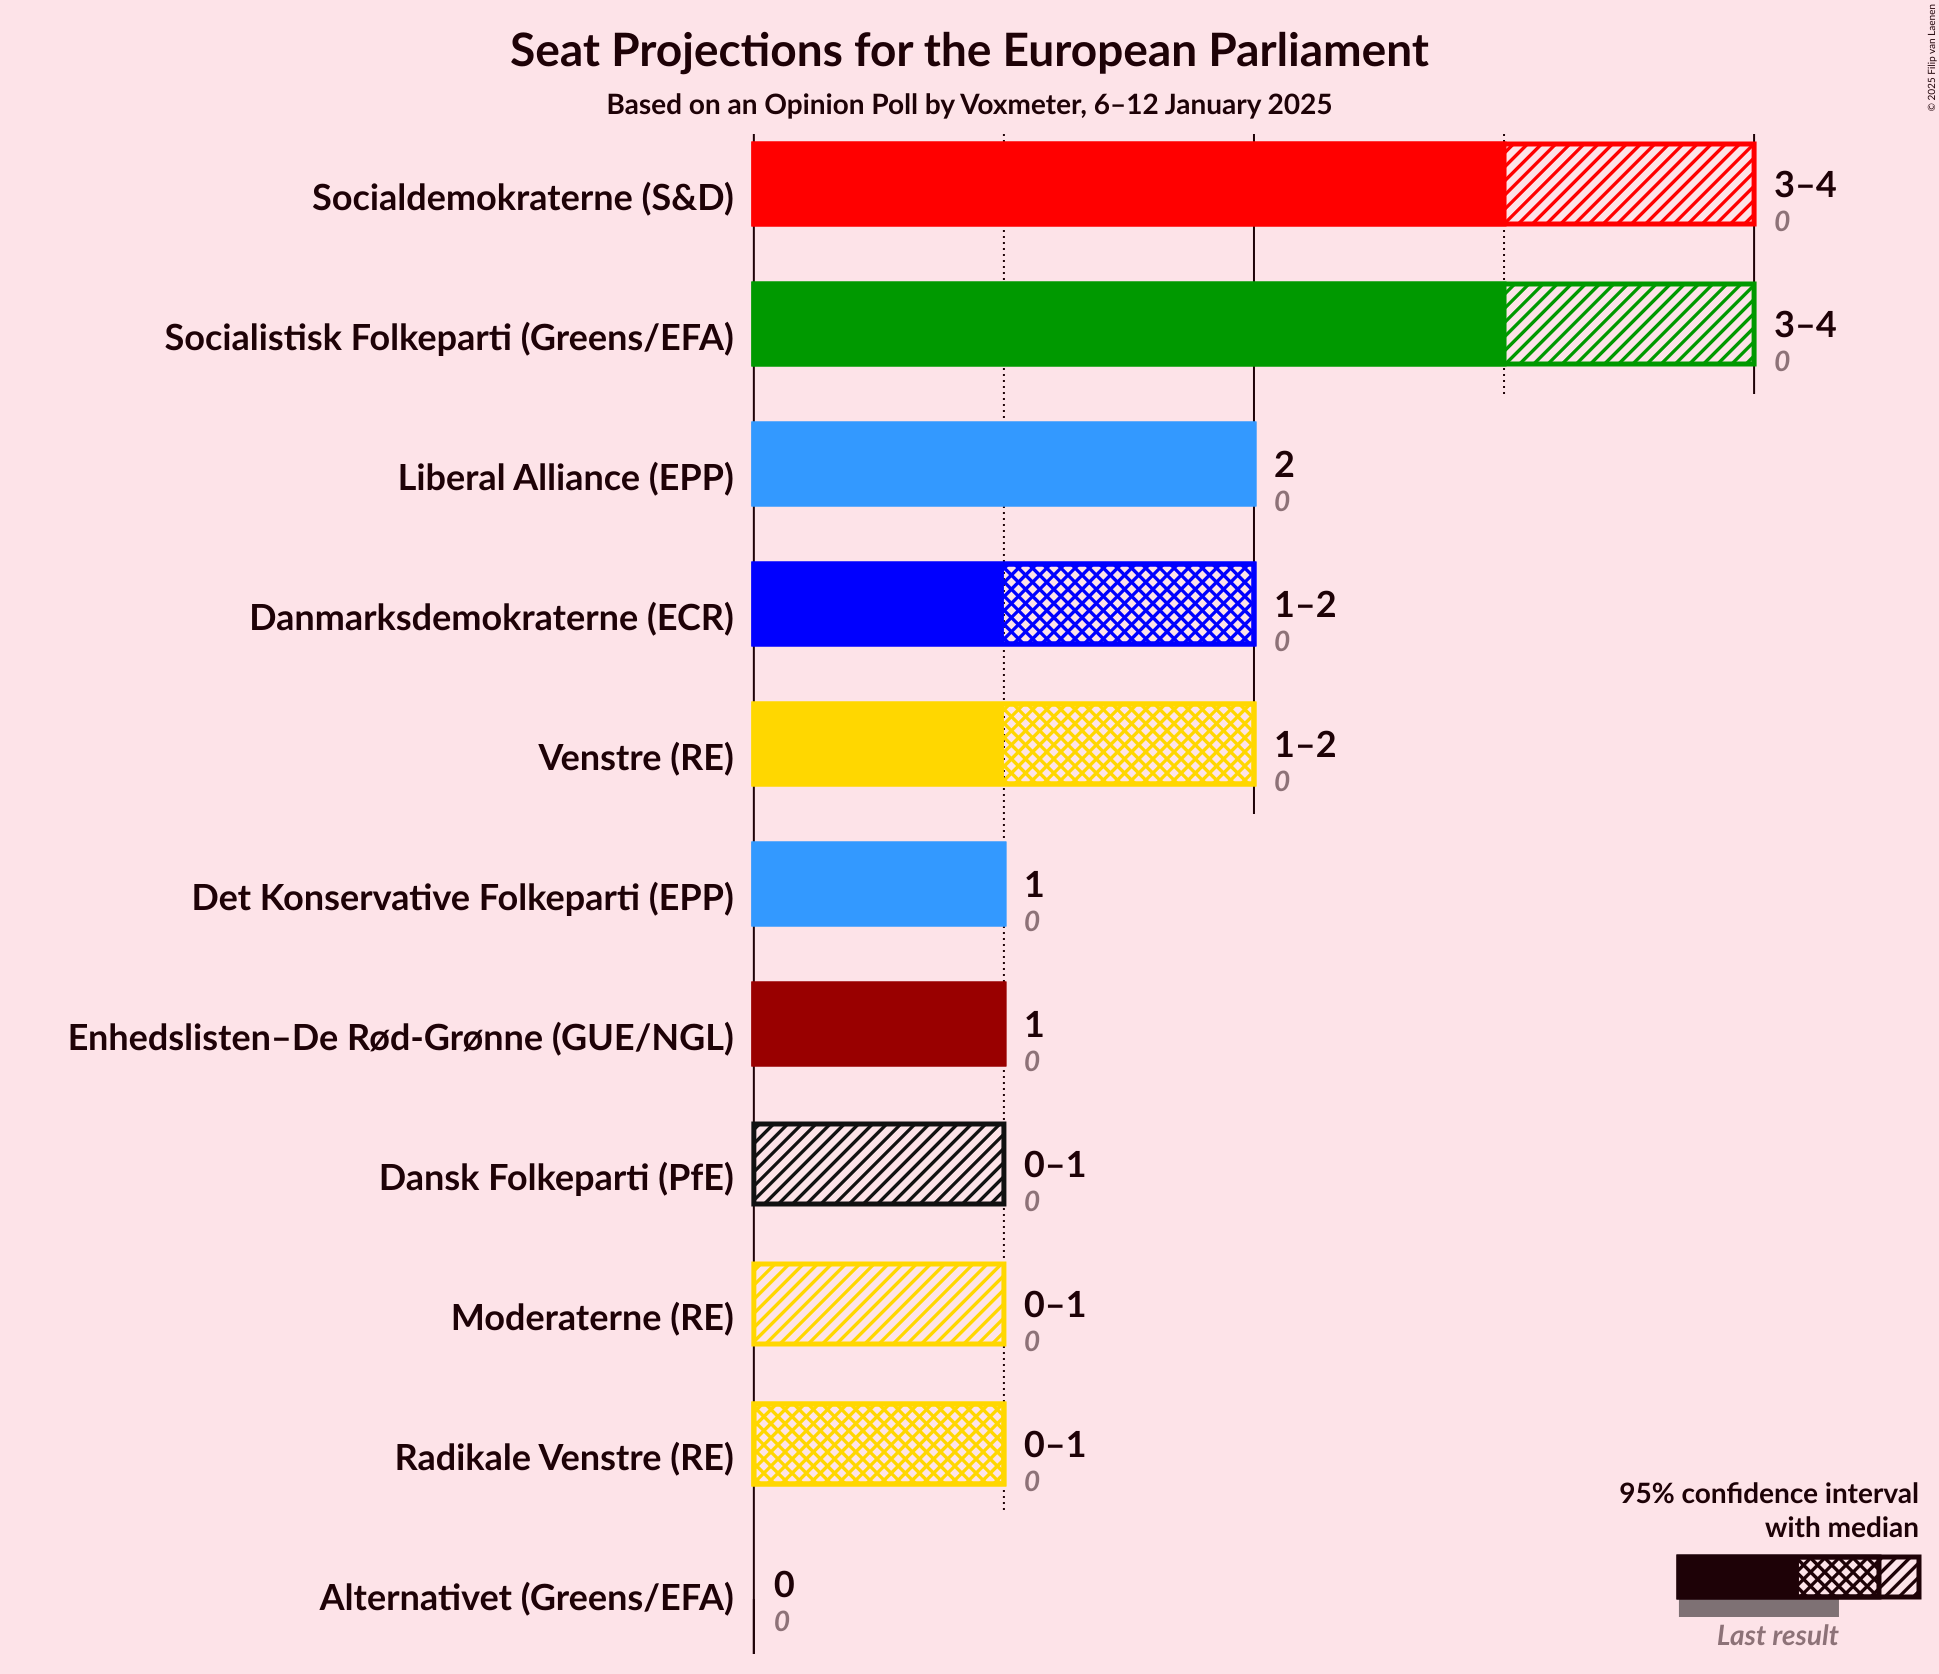 Seat Projections for the European Parliament
Based on an Opinion Poll by Voxmeter, 6–12 January 2025
© 2025 Filip van Laenen
Socialdemokraterne (S&D)
3–4
0
Socialistisk Folkeparti (Greens/EFA)
3–4
0
Liberal Alliance (EPP)
2
0
Danmarksdemokraterne (ECR)
1–2
0
Venstre (RE)
1–2
0
Det Konservative Folkeparti (EPP)
1
0
Enhedslisten–De Rød-Grønne (GUE/NGL)
1
0
Dansk Folkeparti (PfE)
0–1
0
Moderaterne (RE)
0–1
0
Radikale Venstre (RE)
0–1
0
Alternativet (Greens/EFA)
0
0
95% confidence interval
with median
Last result